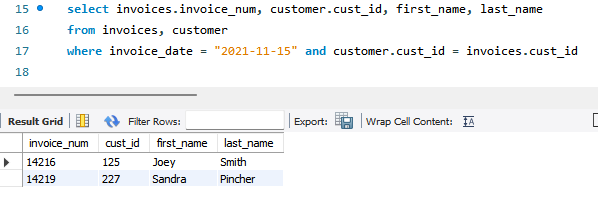 15 select invoices.invoice_num, customer.cust_id, first_name, last_name
16 from invoices, customer
17 where invoice_date = "2021-11-15" and customer.cust_id = invoices.cust_id
18
Result Grid Filter Rows: Export: Wrap Cell Content: IA
invoice_num cust_id first_name last_name
14216 125 Joey Smith
14219 227 Sandra Pincher